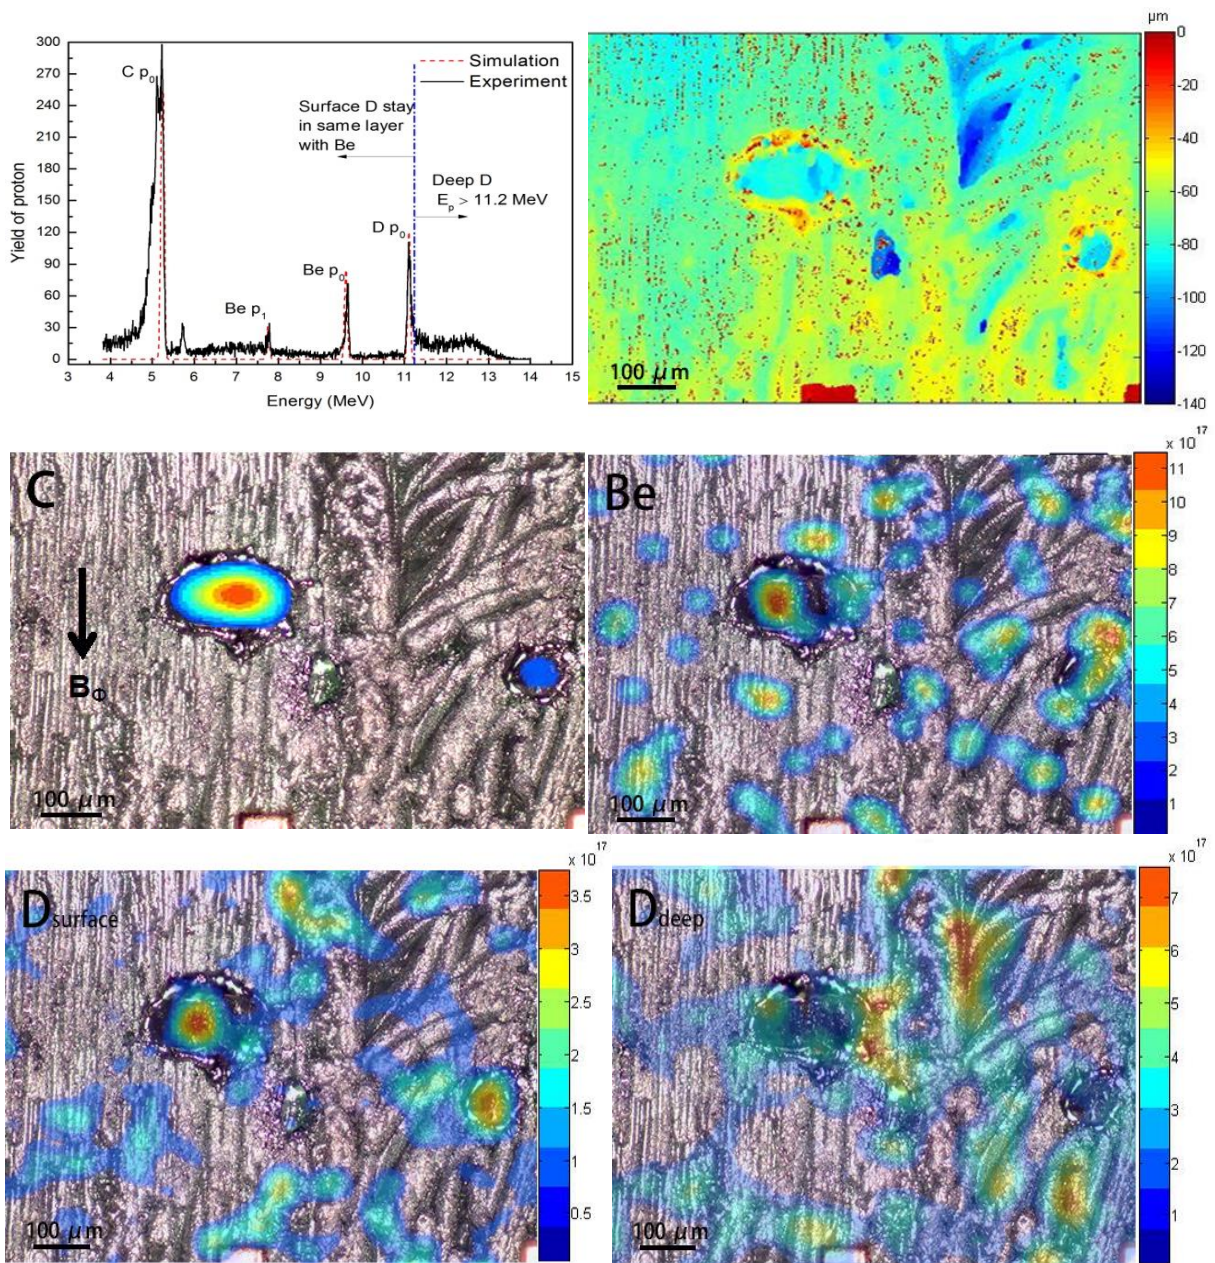 300
270
240
210
180
150
120
90
60
30
0
Yield of proton
C p0
Simulation
Experiment
Surface D stay
in same layer
with Be
Deep D
Ep > 11.2 MeV
D p0
Be p0
Be p1
3 4 5 6 7 8 9 10 11 12 13 14 15
Energy (MeV)
µm
0
-20
-40
-60
-80
-100
-120
-140
100 µm
C
BΦ
100 µm
Be
100 µm
x 10^17
11
10
9
8
7
6
5
4
3
2
1
Dsurface
100 µm
x 10^17
3.5
3
2.5
2
1.5
1
0.5
Ddeep
100 µm
x 10^17
7
6
5
4
3
2
1